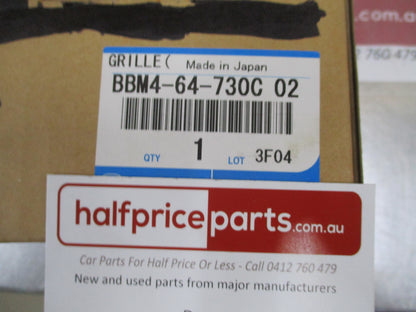 GRILLE( Made in Japan
BBM4-64-730C 02
QTY 1 LOT 3F04
halfpriceparts.com.au
Car Parts For Half Price Or Less - Call 0412 760 479
New and used parts from major manufacturers